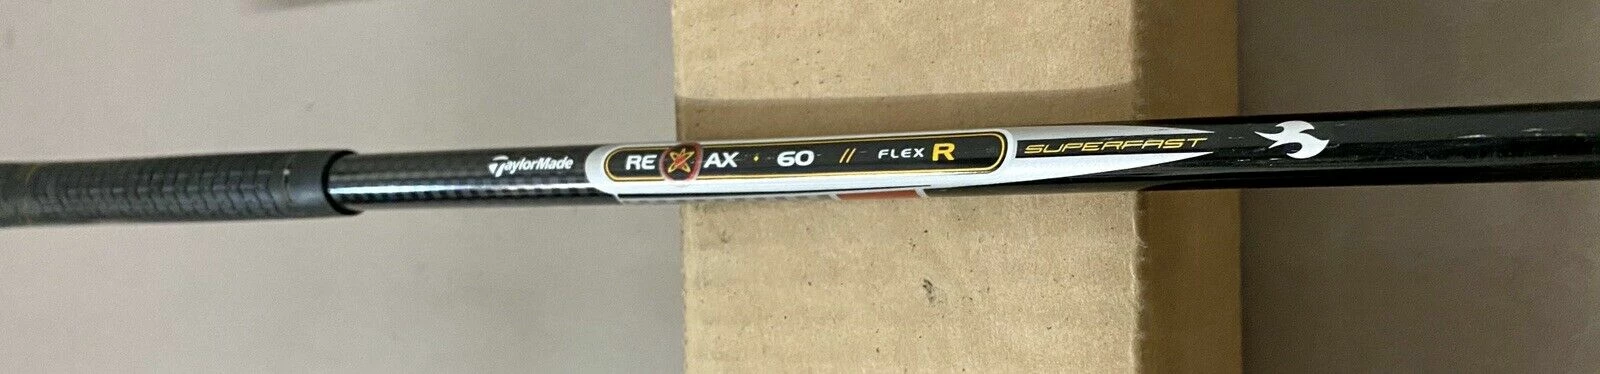 TaylorMade RE AX · 60 // FLEX R SUPERFAST